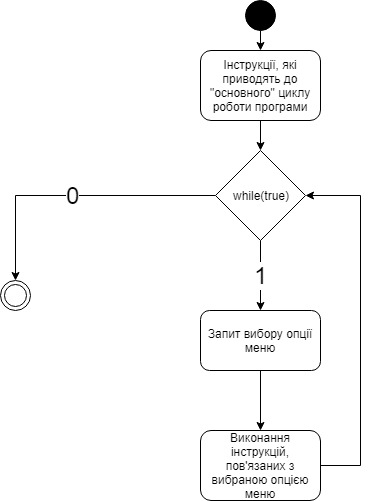 Інструкції, які
приводять до
"основного" циклу
роботи програми
while(true)
0
1
Запит вибору опції
меню
Виконання
інструкцій,
пов'язаних з
вибраною опцією
меню